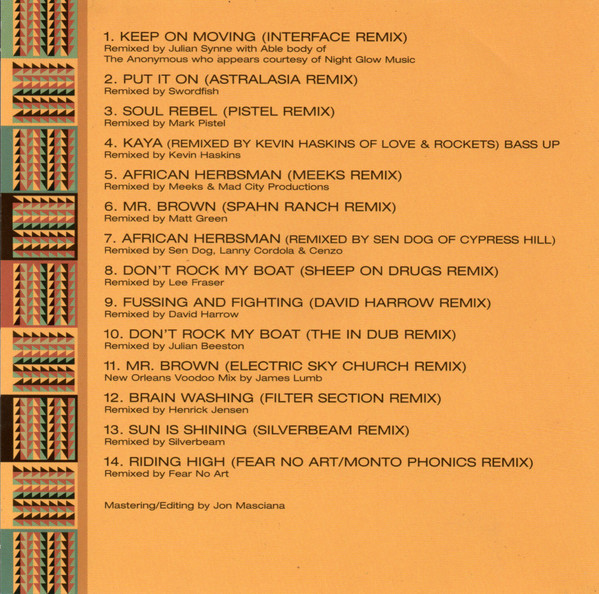 1. KEEP ON MOVING (INTERFACE REMIX)
Remixed by Julian Synne with Able body of
The Anonymous who appears courtesy of Night Glow Music
2. PUT IT ON (ASTRALASIA REMIX)
Remixed by Swordfish
3. SOUL REBEL (PISTEL REMIX)
Remixed by Mark Pistel
4. KAYA (REMIXED BY KEVIN HASKINS OF LOVE & ROCKETS) BASS UP
Remixed by Kevin Haskins
5. AFRICAN HERBSMAN (MEEKS REMIX)
Remixed by Meeks & Mad City Productions
6. MR. BROWN (SPAHN RANCH REMIX)
Remixed by Matt Green
7. AFRICAN HERBSMAN (REMIXED BY SEN DOG OF CYPRESS HILL)
Remixed by Sen Dog, Lanny Cordola & Cenzo
8. DON'T ROCK MY BOAT (SHEEP ON DRUGS REMIX)
Remixed by Lee Fraser
9. FUSSING AND FIGHTING (DAVID HARROW REMIX)
Remixed by David Harrow
10. DON'T ROCK MY BOAT (THE IN DUB REMIX)
Remixed by Julian Beeston
11. MR. BROWN (ELECTRIC SKY CHURCH REMIX)
New Orleans Voodoo Mix by James Lumb
12. BRAIN WASHING (FILTER SECTION REMIX)
Remixed by Henrick Jensen
13. SUN IS SHINING (SILVERBEAM REMIX)
Remixed by Silverbeam
14. RIDING HIGH (FEAR NO ART/MONTO PHONICS REMIX)
Remixed by Fear No Art
Mastering/Editing by Jon Masciana